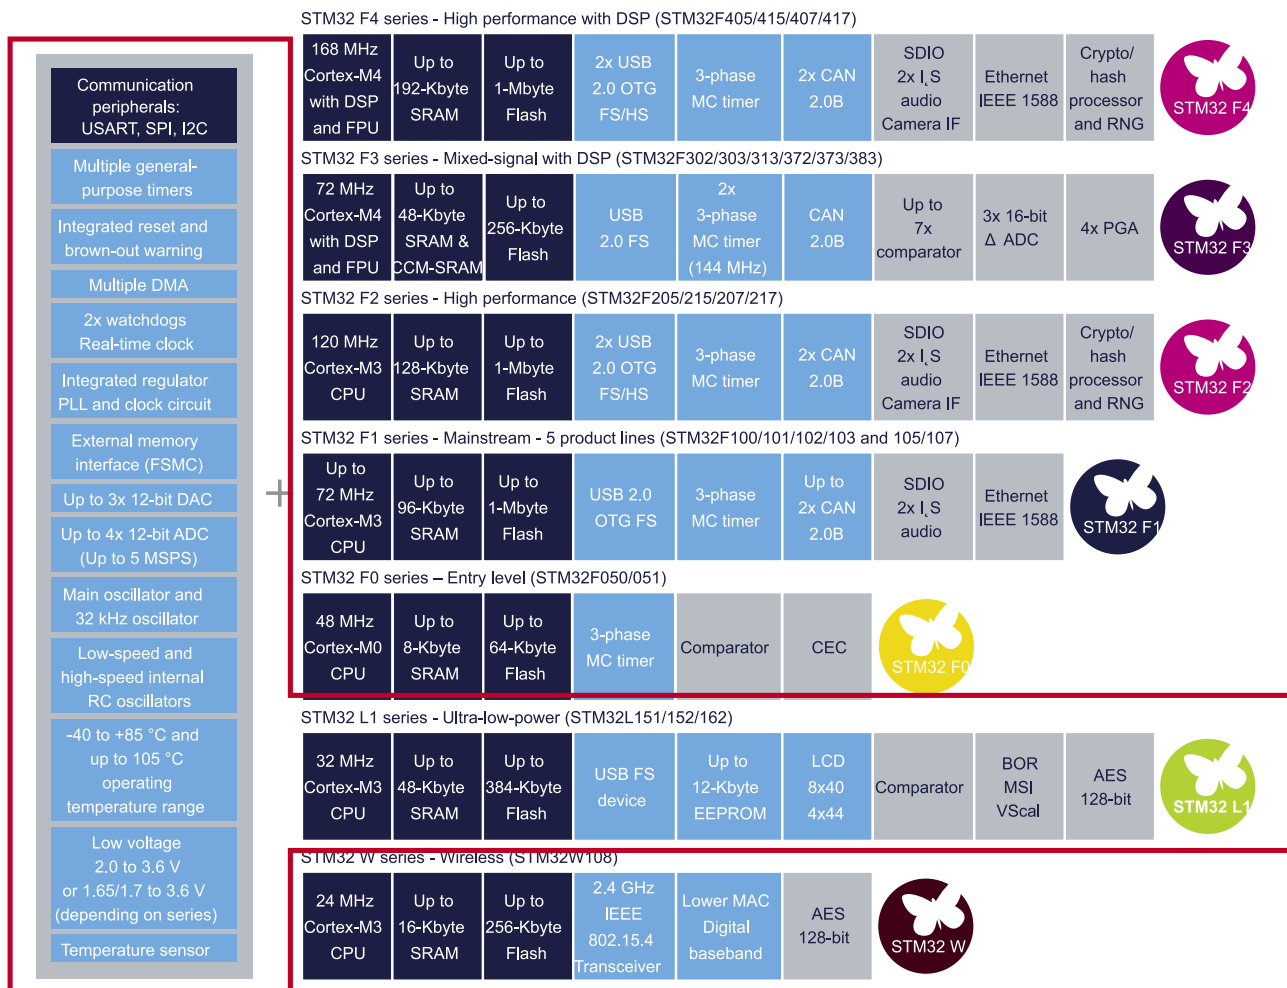 Communication
peripherals:
USART, SPI, I2C
Multiple general-
purpose timers
Integrated reset and
brown-out warning
Multiple DMA
2x watchdogs
Real-time clock
Integrated regulator
PLL and clock circuit
External memory
interface (FSMC)
Up to 3x 12-bit DAC
Up to 4x 12-bit ADC
(Up to 5 MSPS)
Main oscillator and
32 kHz oscillator
Low-speed and
high-speed internal
RC oscillators
-40 to +85 °C and
up to 105 °C
operating
temperature range
Low voltage
2.0 to 3.6 V
or 1.65/1.7 to 3.6 V
(depending on series)
Temperature sensor
+
STM32 F4 series - High performance with DSP (STM32F405/415/407/417)
168 MHz
Cortex-M4
with DSP
and FPU
Up to
192-Kbyte
SRAM
Up to
1-Mbyte
Flash
2x USB
2.0 OTG
FS/HS
3-phase
MC timer
2x CAN
2.0B
SDIO
2x I,S
audio
Camera IF
Ethernet
IEEE 1588
Crypto/
hash
processor
and RNG
STM32 F4
STM32 F3 series - Mixed-signal with DSP (STM32F302/303/313/372/373/383)
72 MHz
Cortex-M4
with DSP
and FPU
Up to
48-Kbyte
SRAM &
CCM-SRAM
Up to
256-Kbyte
Flash
USB
2.0 FS
2x
3-phase
MC timer
(144 MHz)
CAN
2.0B
Up to
7x
comparator
3x 16-bit
Δ ADC
4x PGA
STM32 F3
STM32 F2 series - High performance (STM32F205/215/207/217)
120 MHz
Cortex-M3
CPU
Up to
128-Kbyte
SRAM
Up to
1-Mbyte
Flash
2x USB
2.0 OTG
FS/HS
3-phase
MC timer
2x CAN
2.0B
SDIO
2x I,S
audio
Camera IF
Ethernet
IEEE 1588
Crypto/
hash
processor
and RNG
STM32 F2
STM32 F1 series - Mainstream - 5 product lines (STM32F100/101/102/103 and 105/107)
Up to
72 MHz
Cortex-M3
CPU
Up to
96-Kbyte
SRAM
Up to
1-Mbyte
Flash
USB 2.0
OTG FS
3-phase
MC timer
Up to
2x CAN
2.0B
SDIO
2x I,S
audio
Ethernet
IEEE 1588
STM32 F1
STM32 F0 series – Entry level (STM32F050/051)
48 MHz
Cortex-M0
CPU
Up to
8-Kbyte
SRAM
Up to
64-Kbyte
Flash
3-phase
MC timer
Comparator
CEC
STM32 F0
STM32 L1 series - Ultra-low-power (STM32L151/152/162)
32 MHz
Cortex-M3
CPU
Up to
48-Kbyte
SRAM
Up to
384-Kbyte
Flash
USB FS
device
Up to
12-Kbyte
EEPROM
LCD
8x40
4x44
Comparator
BOR
MSI
VScal
AES
128-bit
STM32 L1
STM32 W series - Wireless (STM32W108)
24 MHz
Cortex-M3
CPU
Up to
16-Kbyte
SRAM
Up to
256-Kbyte
Flash
2.4 GHz
IEEE
802.15.4
Transceiver
Lower MAC
Digital
baseband
AES
128-bit
STM32 W